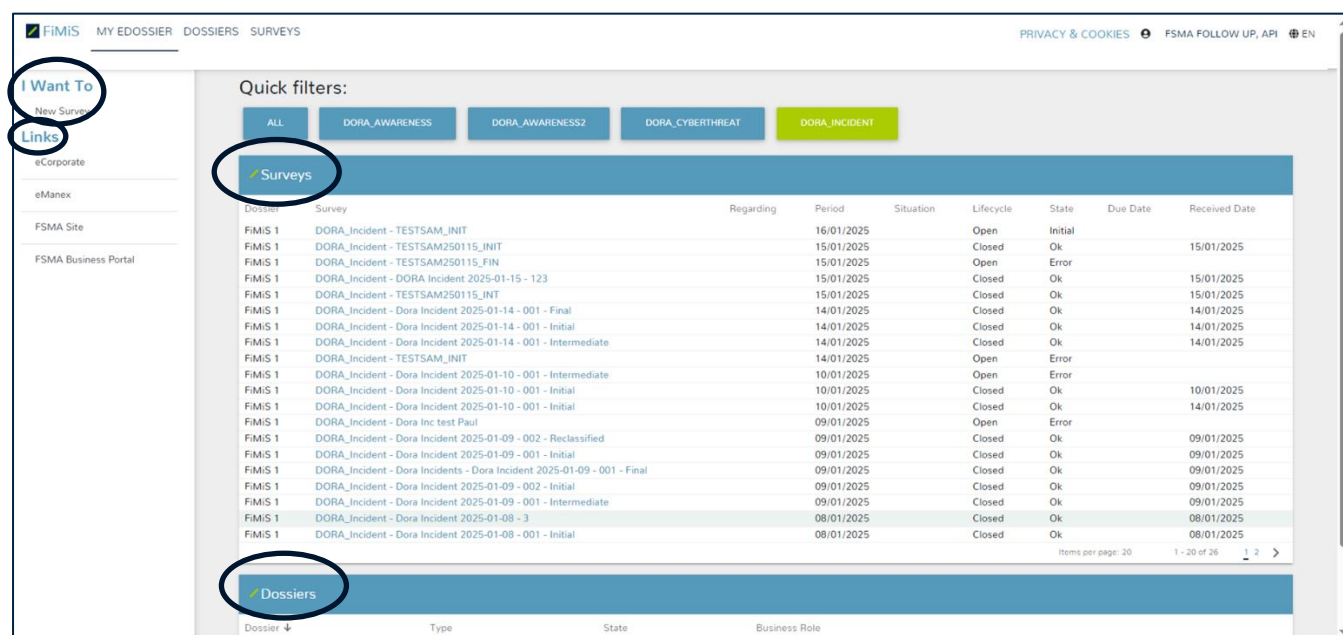 FiMiS MY EDOSSIER DOSSIERS SURVEYS PRIVACY & COOKIES FSMA FOLLOW UP, API EN
I Want To
New Survey
Links
eCorporate
eManex
FSMA Site
FSMA Business Portal
Quick filters:
ALL DORA_AWARENESS DORA_AWARENESS2 DORA_CYBERTHREAT DORA_INCIDENT
Surveys
Dossier Survey Regarding Period Situation Lifecycle State Due Date Received Date
FiMiS 1 DORA_Incident - TESTSAM_INIT 16/01/2025 Open Initial
FiMiS 1 DORA_Incident - TESTSAM250115_INIT 15/01/2025 Closed Ok 15/01/2025
FiMiS 1 DORA_Incident - TESTSAM250115_FIN 15/01/2025 Open Error
FiMiS 1 DORA_Incident - DORA Incident 2025-01-15 - 123 15/01/2025 Closed Ok 15/01/2025
FiMiS 1 DORA_Incident - TESTSAM250115_INT 15/01/2025 Closed Ok 15/01/2025
FiMiS 1 DORA_Incident - Dora Incident 2025-01-14 - 001 - Final 14/01/2025 Closed Ok 14/01/2025
FiMiS 1 DORA_Incident - Dora Incident 2025-01-14 - 001 - Initial 14/01/2025 Closed Ok 14/01/2025
FiMiS 1 DORA_Incident - Dora Incident 2025-01-14 - 001 - Intermediate 14/01/2025 Closed Ok 14/01/2025
FiMiS 1 DORA_Incident - TESTSAM_INIT 14/01/2025 Open Error
FiMiS 1 DORA_Incident - Dora Incident 2025-01-10 - 001 - Intermediate 10/01/2025 Open Error
FiMiS 1 DORA_Incident - Dora Incident 2025-01-10 - 001 - Initial 10/01/2025 Closed Ok 10/01/2025
FiMiS 1 DORA_Incident - Dora Incident 2025-01-10 - 001 - Initial 10/01/2025 Closed Ok 14/01/2025
FiMiS 1 DORA_Incident - Dora Inc test Paul 09/01/2025 Open Error
FiMiS 1 DORA_Incident - Dora Incident 2025-01-09 - 002 - Reclassified 09/01/2025 Closed Ok 09/01/2025
FiMiS 1 DORA_Incident - Dora Incident 2025-01-09 - 001 - Initial 09/01/2025 Closed Ok 09/01/2025
FiMiS 1 DORA_Incident - Dora Incidents - Dora Incident 2025-01-09 - 001 - Final 09/01/2025 Closed Ok 09/01/2025
FiMiS 1 DORA_Incident - Dora Incident 2025-01-09 - 002 - Initial 09/01/2025 Closed Ok 09/01/2025
FiMiS 1 DORA_Incident - Dora Incident 2025-01-09 - 001 - Intermediate 09/01/2025 Closed Ok 09/01/2025
FiMiS 1 DORA_Incident - Dora Incident 2025-01-08 - 3 08/01/2025 Closed Ok 08/01/2025
FiMiS 1 DORA_Incident - Dora Incident 2025-01-08 - 001 - Initial 08/01/2025 Closed Ok 08/01/2025
Items per page: 20 1 - 20 of 26 1 2
Dossiers
Dossier Type State Business Role